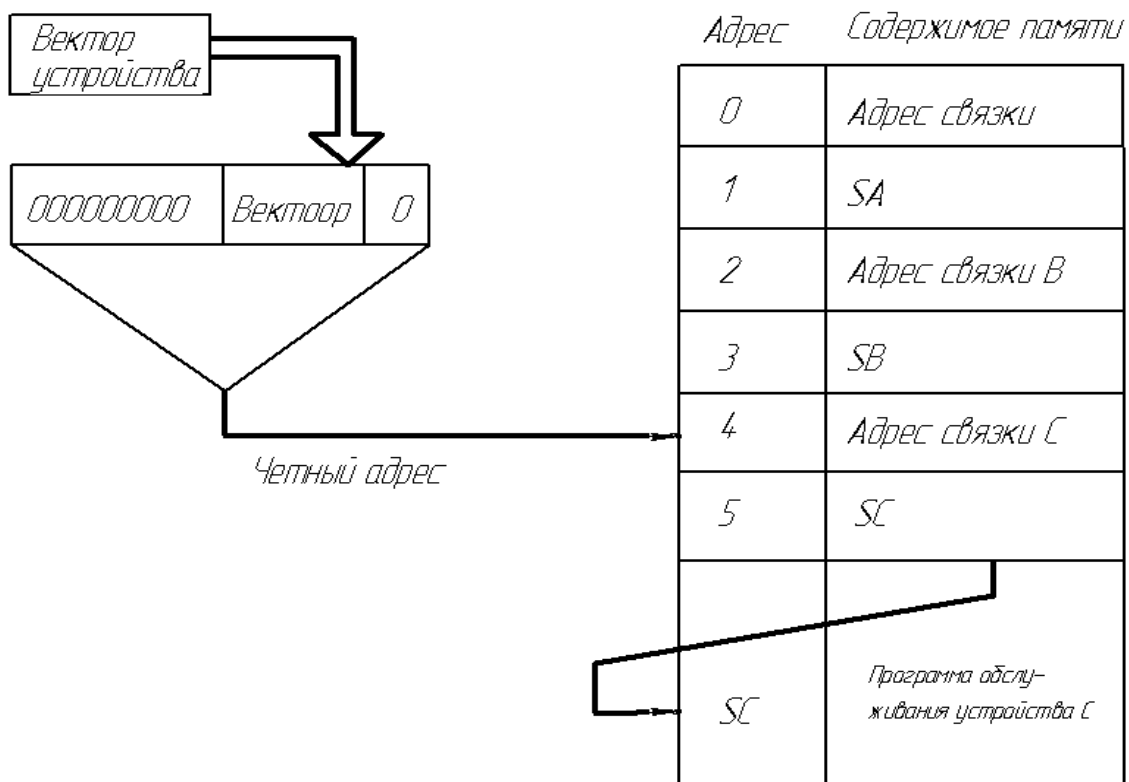 Вектор
устройства
000000000 Вектоор 0
Четный адрес
Адрес Содержимое памяти
0 Адрес связки
1 SA
2 Адрес связки В
3 SB
4 Адрес связки С
5 SC
SC Программа обслу-
живания устройства С